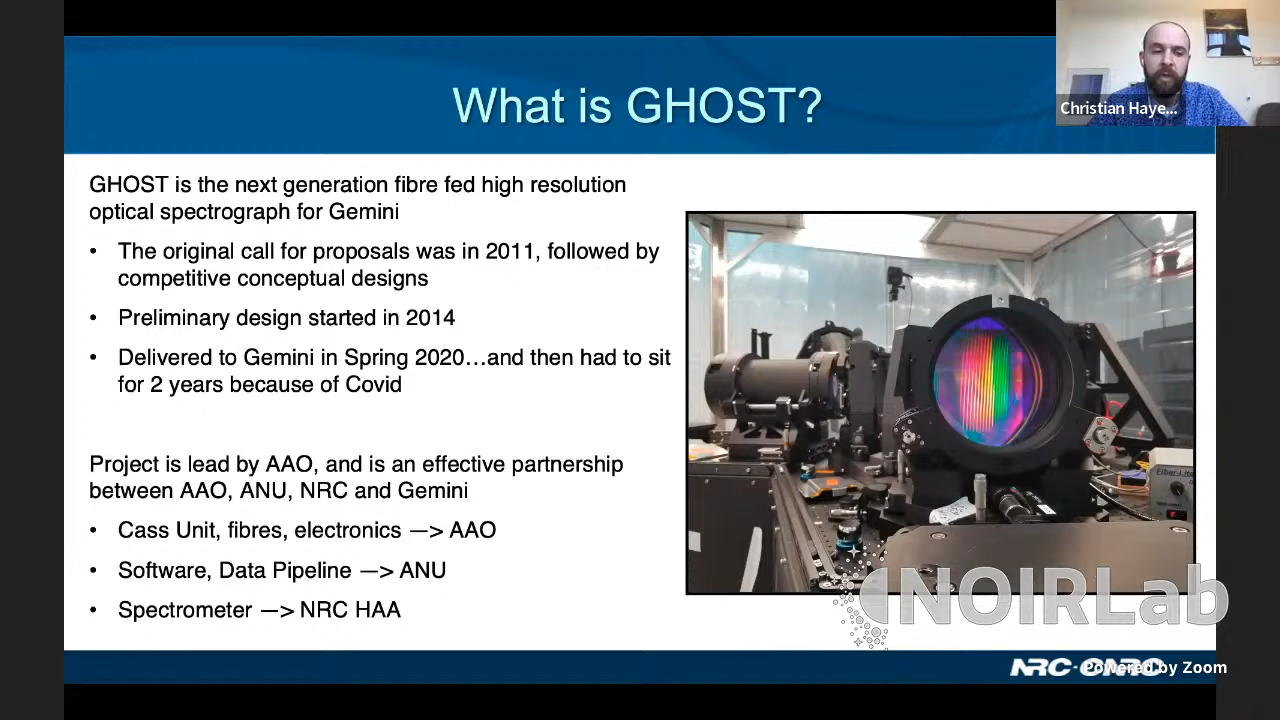 What is GHOST?
Christian Haye...
GHOST is the next generation fibre fed high resolution
optical spectrograph for Gemini
• The original call for proposals was in 2011, followed by
competitive conceptual designs
• Preliminary design started in 2014
• Delivered to Gemini in Spring 2020…and then had to sit
for 2 years because of Covid
Project is lead by AAO, and is an effective partnership
between AAO, ANU, NRC and Gemini
• Cass Unit, fibres, electronics —> AAO
• Software, Data Pipeline —> ANU
• Spectrometer —> NRC HAA
Fiber-Lite
NOIRLab
NRC·CNRC
Powered by Zoom